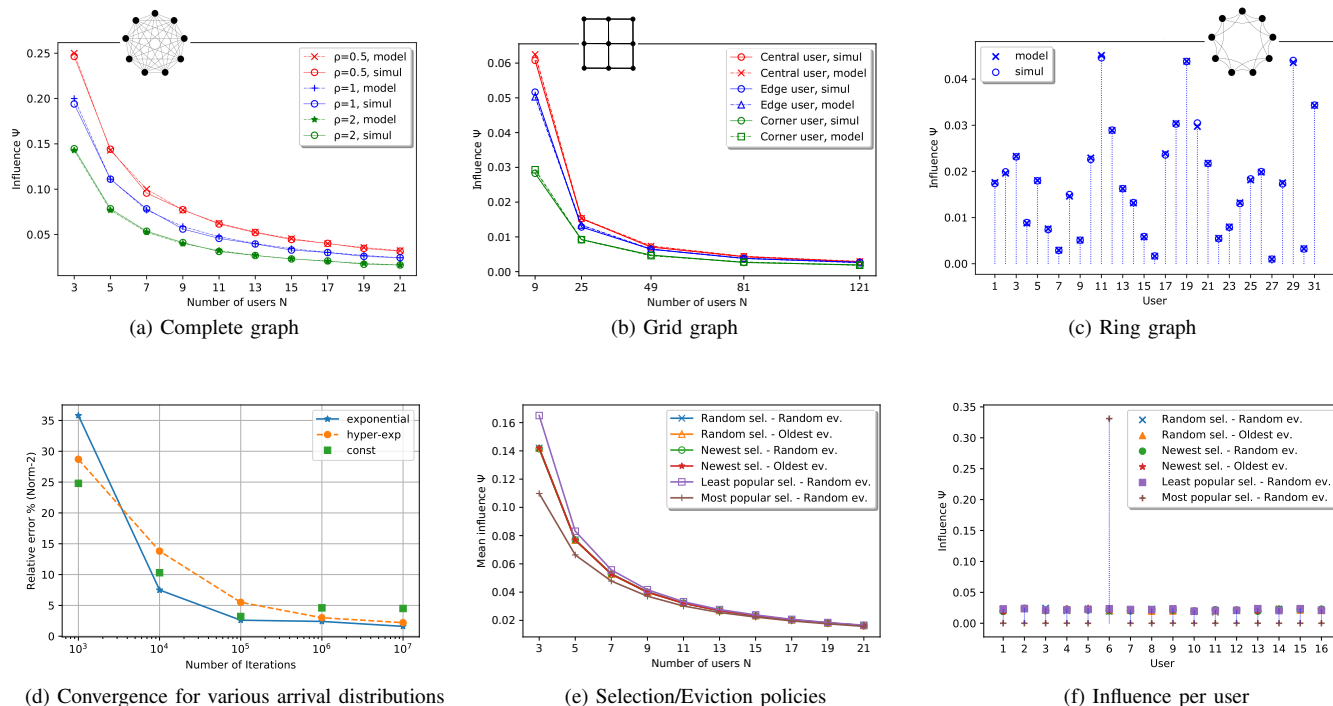 0.25
0.20
0.15
0.10
0.05
Influence Ψ
3 5 7 9 11 13 15 17 19 21
Number of users N
ρ=0.5, model
ρ=0.5, simul
ρ=1, model
ρ=1, simul
ρ=2, model
ρ=2, simul
(a) Complete graph
0.06
0.05
0.04
0.03
0.02
0.01
0.00
Influence Ψ
9 25 49 81 121
Number of users N
Central user, simul
Central user, model
Edge user, simul
Edge user, model
Corner user, simul
Corner user, model
(b) Grid graph
0.04
0.03
0.02
0.01
0.00
Influence Ψ
1 3 5 7 9 11 13 15 17 19 21 23 25 27 29 31
User
model
simul
(c) Ring graph
35
30
25
20
15
10
5
0
Relative error % (Norm-2)
10³ 10⁴ 10⁵ 10⁶ 10⁷
Number of Iterations
exponential
hyper-exp
const
(d) Convergence for various arrival distributions
0.16
0.14
0.12
0.10
0.08
0.06
0.04
0.02
Mean influence Ψ
3 5 7 9 11 13 15 17 19 21
Number of users N
Random sel. - Random ev.
Random sel. - Oldest ev.
Newest sel. - Random ev.
Newest sel. - Oldest ev.
Least popular sel. - Random ev.
Most popular sel. - Random ev.
(e) Selection/Eviction policies
0.35
0.30
0.25
0.20
0.15
0.10
0.05
0.00
Influence Ψ
1 2 3 4 5 6 7 8 9 10 11 12 13 14 15 16
User
Random sel. - Random ev.
Random sel. - Oldest ev.
Newest sel. - Random ev.
Newest sel. - Oldest ev.
Least popular sel. - Random ev.
Most popular sel. - Random ev.
(f) Influence per user